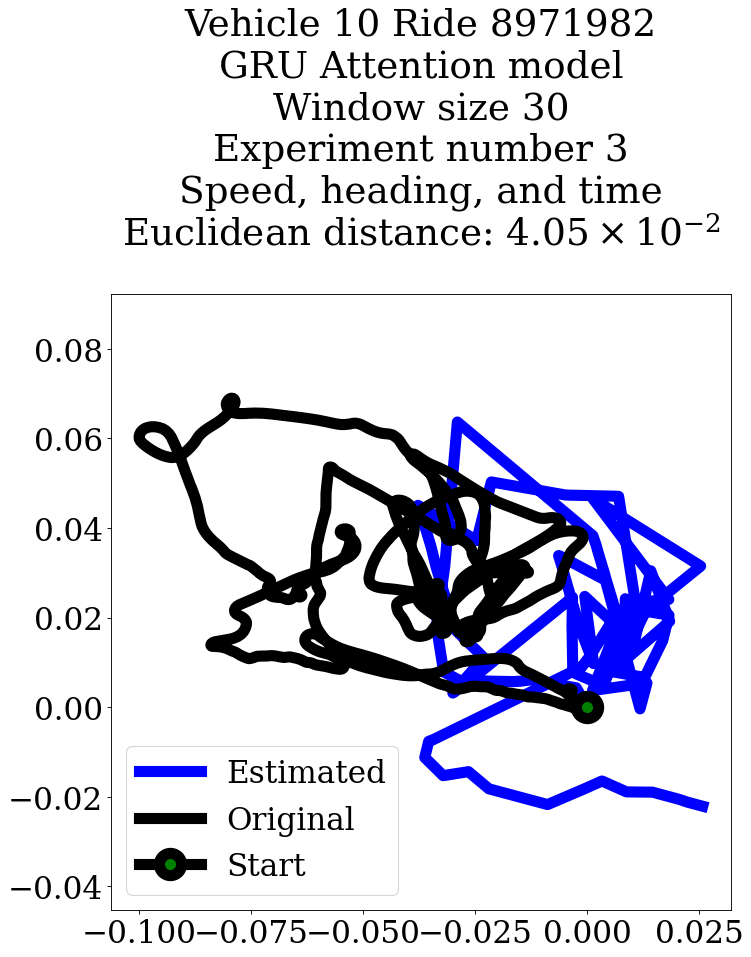 Vehicle 10 Ride 8971982
GRU Attention model
Window size 30
Experiment number 3
Speed, heading, and time
Euclidean distance: 4.05 × 10⁻²
0.08
0.06
0.04
0.02
0.00
−0.02
−0.04
Estimated
Original
Start
−0.100 −0.075 −0.050 −0.025 0.000 0.025